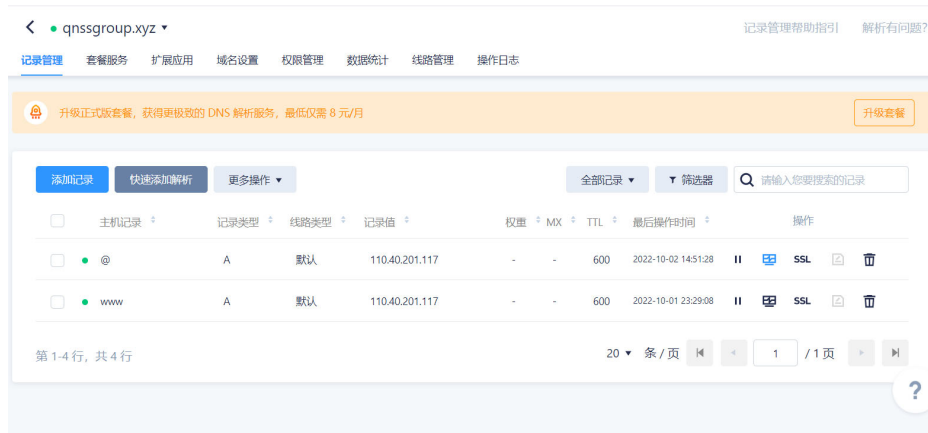 qnssgroup.xyz 记录管理帮助指引 解析有问题?
记录管理 套餐服务 扩展应用 域名设置 权限管理 数据统计 线路管理 操作日志
升级正式版套餐，获得更极致的 DNS 解析服务，最低仅需 8 元/月 升级套餐
添加记录 快速添加解析 更多操作 全部记录 筛选器 请输入您要搜索的记录
主机记录 记录类型 线路类型 记录值 权重 MX TTL 最后操作时间 操作
@ A 默认 110.40.201.117 - - 600 2022-10-02 14:51:28 SSL
www A 默认 110.40.201.117 - - 600 2022-10-01 23:29:08 SSL
第 1-4 行，共 4 行 20 条 / 页 1 / 1 页
?